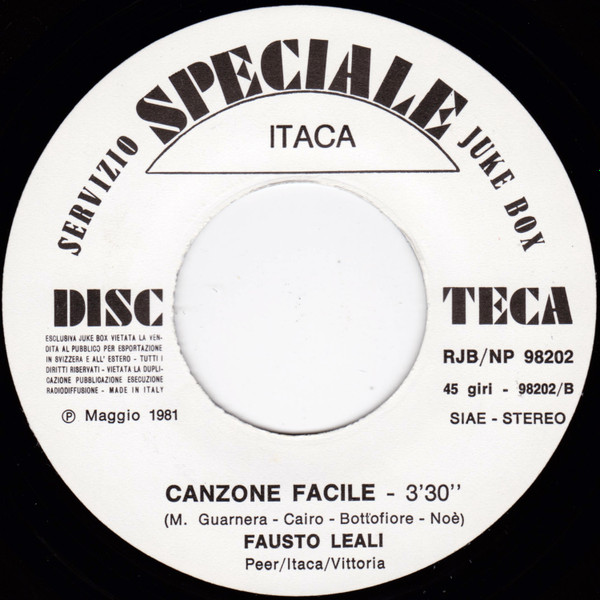 SERVIZIO SPECIALE JUKE BOX
ITACA
DISC TECA
ESCLUSIVA JUKE BOX VIETATA LA VEN-
DITA AL PUBBLICO PER ESPORTAZIONE
IN SVIZZERA E ALL' ESTERO - TUTTI I
DIRITTI RISERVATI - VIETATA LA DUPLI-
CAZIONE PUBBLICAZIONE ESECUZIONE
RADIODIFFUSIONE - MADE IN ITALY
℗ Maggio 1981
RJB/NP 98202
45 giri - 98202/B
SIAE - STEREO
CANZONE FACILE - 3'30''
(M. Guarnera - Cairo - Bottofiore - Noè)
FAUSTO LEALI
Peer/Itaca/Vittoria